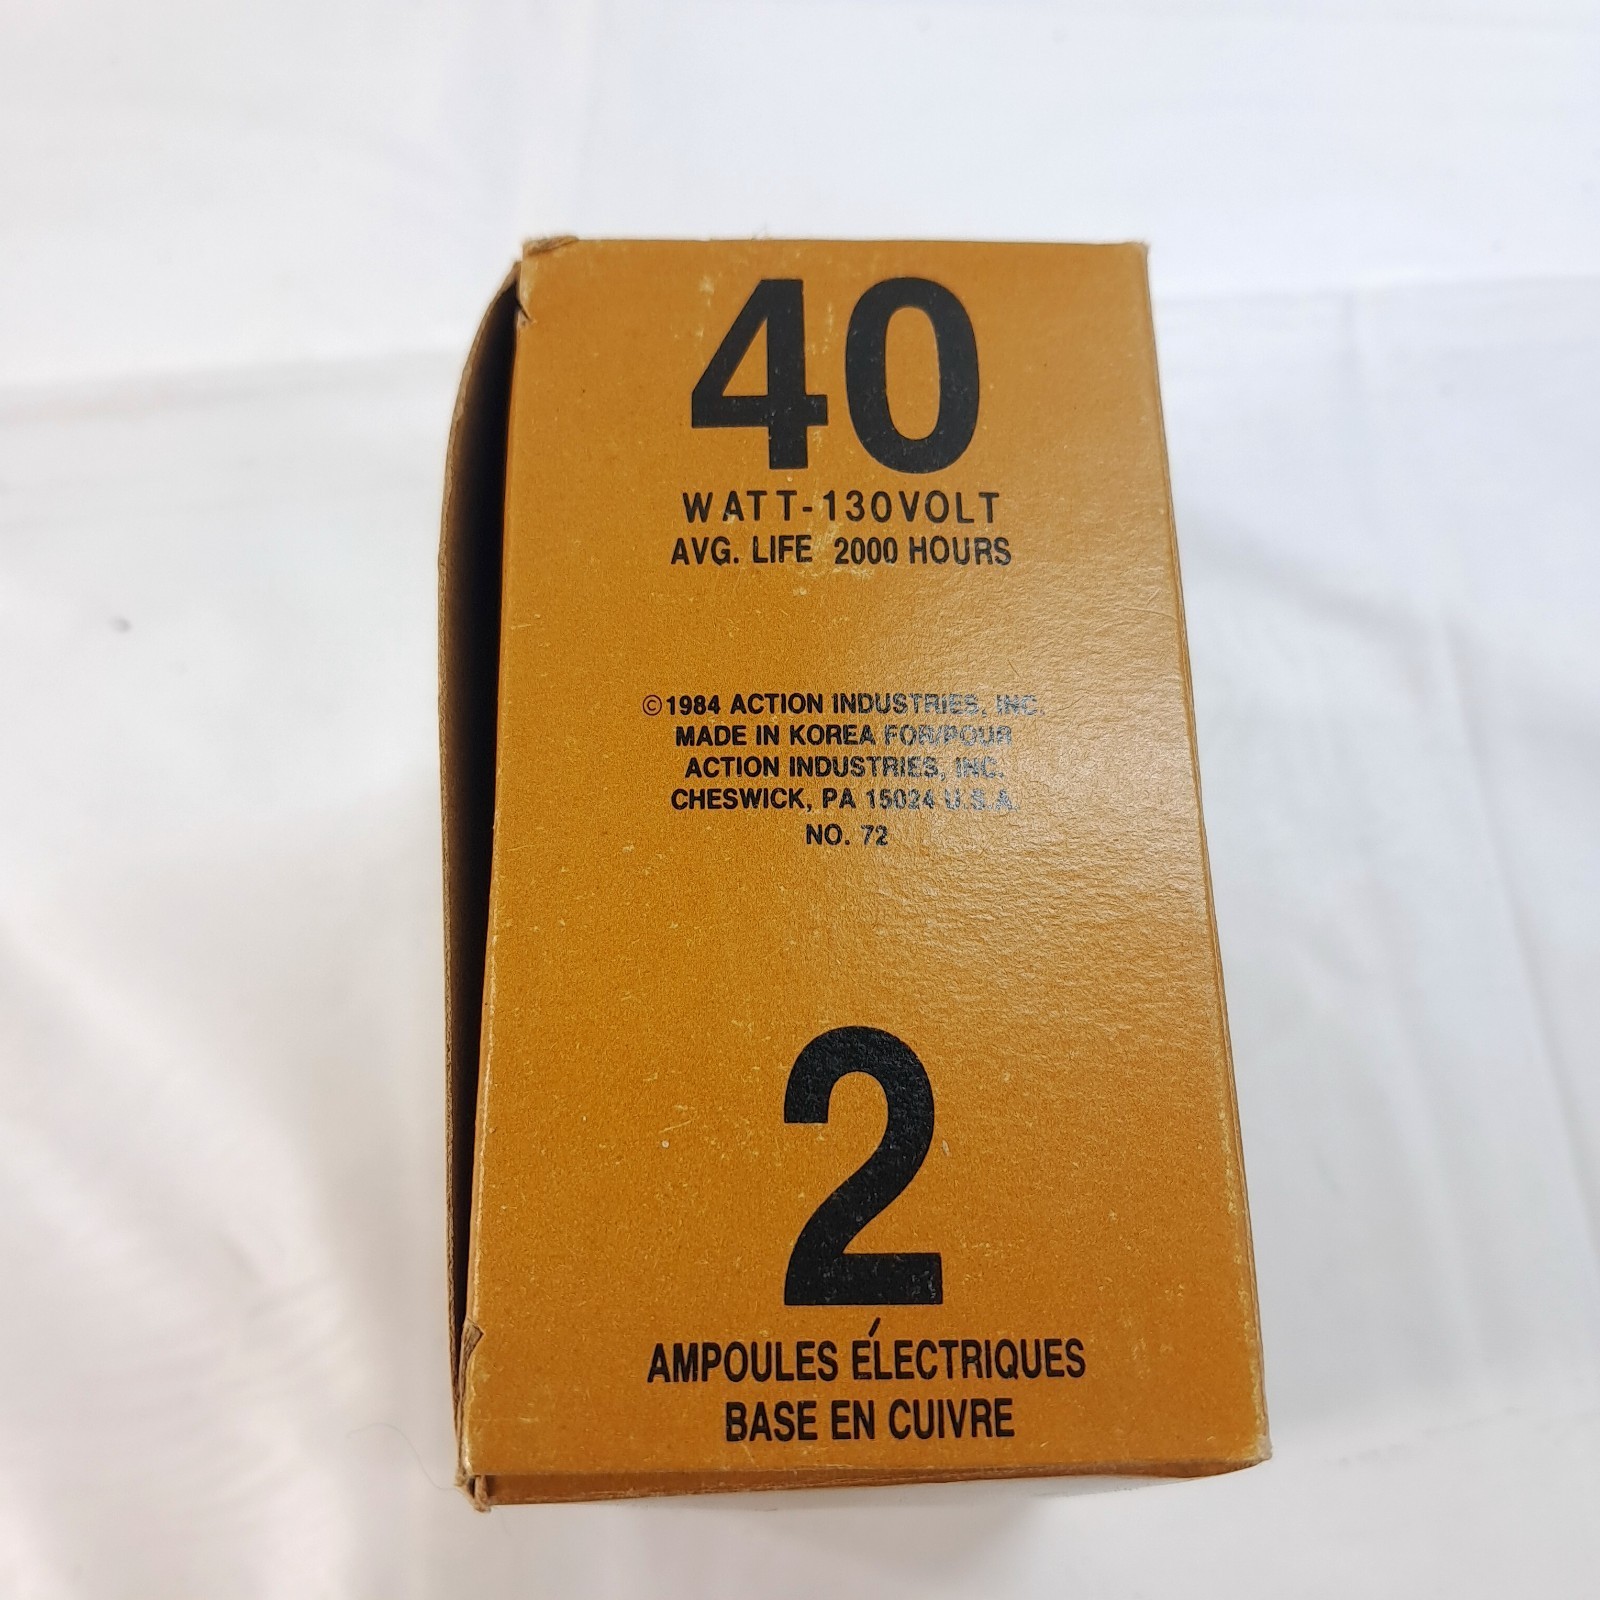 40
WATT-130VOLT
AVG. LIFE 2000 HOURS
©1984 ACTION INDUSTRIES, INC.
MADE IN KOREA FOR/POUR
ACTION INDUSTRIES, INC.
CHESWICK, PA 15024 U.S.A.
NO. 72
2
AMPOULES ÉLECTRIQUES
BASE EN CUIVRE